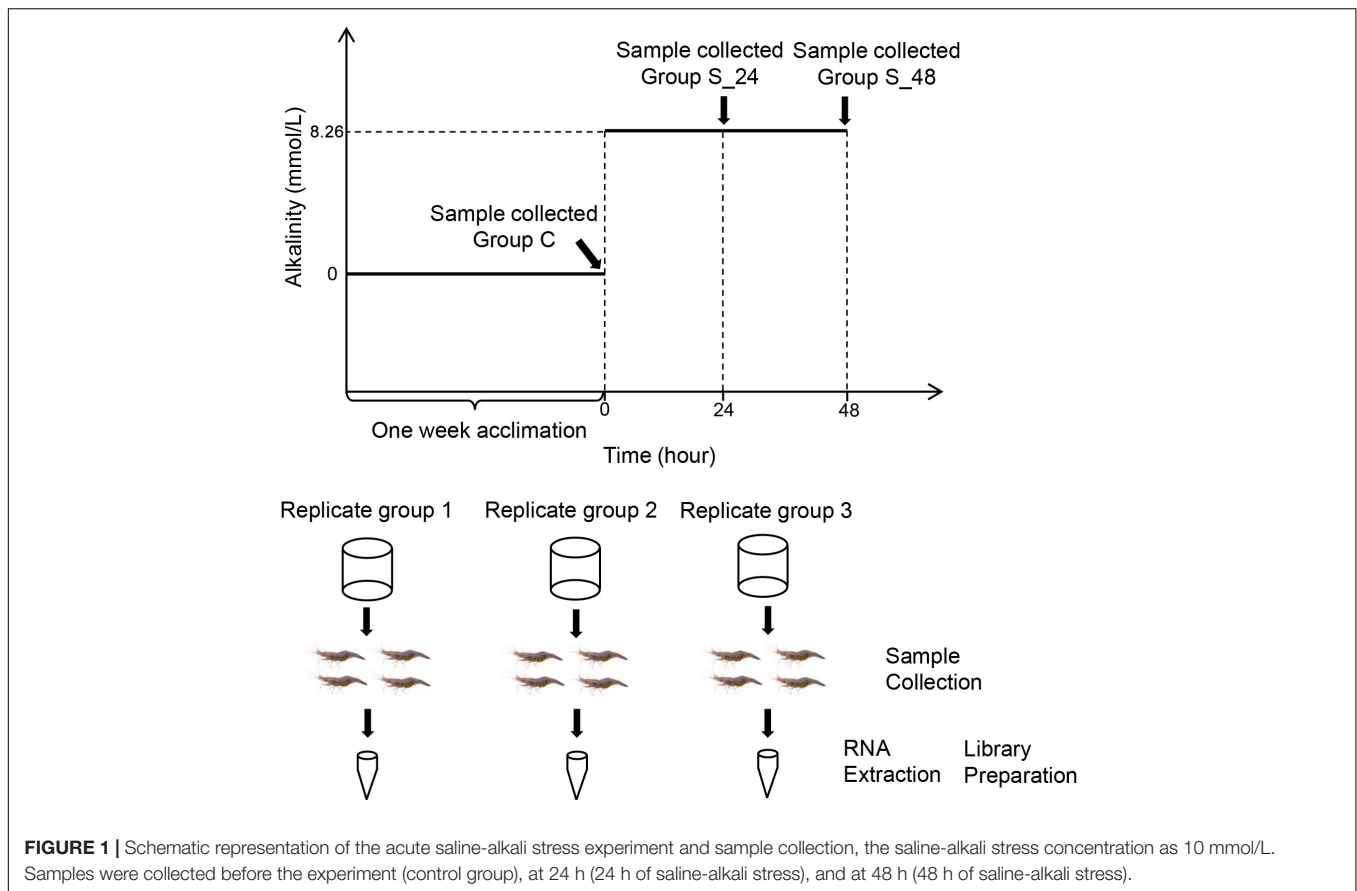 Sample collected
Group S_24
Sample collected
Group S_48
Alkalinity (mmol/L)
8.26
Sample collected
Group C
0
0
24
48
One week acclimation
Time (hour)
Replicate group 1
Replicate group 2
Replicate group 3
Sample
Collection
RNA
Extraction
Library
Preparation
FIGURE 1 | Schematic representation of the acute saline-alkali stress experiment and sample collection, the saline-alkali stress concentration as 10 mmol/L.
Samples were collected before the experiment (control group), at 24 h (24 h of saline-alkali stress), and at 48 h (48 h of saline-alkali stress).